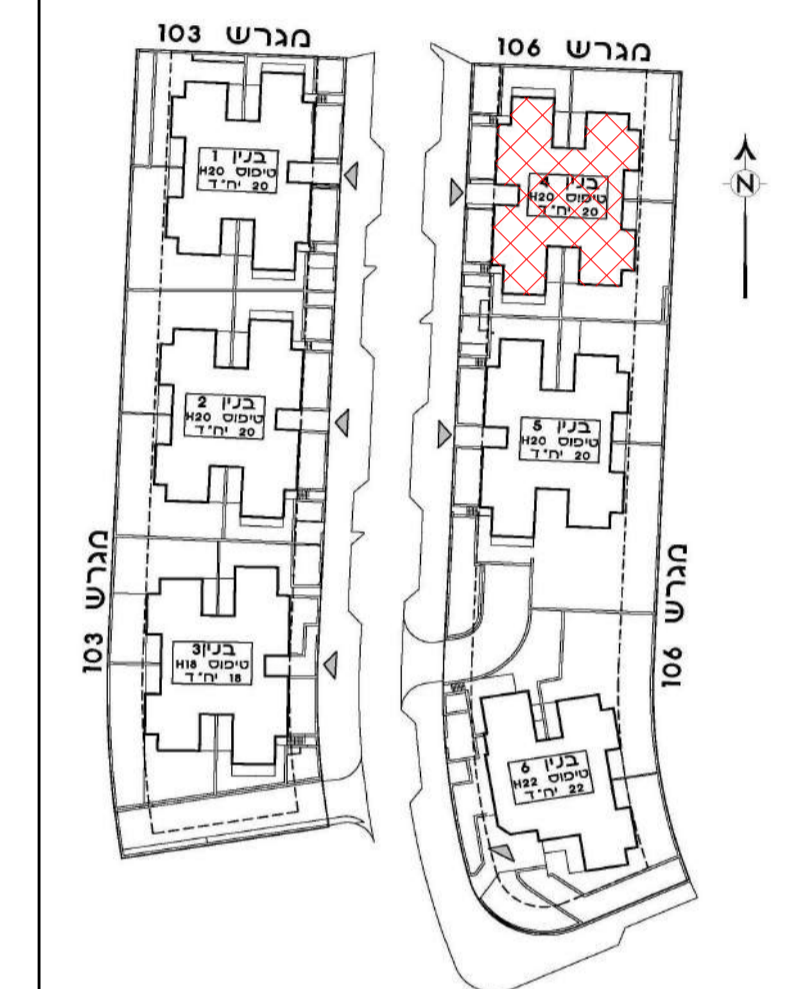 מגרש 103
מגרש 106
בנין 1
טיפוס H20
20 יח"ד
בנין 4
טיפוס H20
20 יח"ד
N
בנין 2
טיפוס H20
20 יח"ד
בנין 5
טיפוס H20
20 יח"ד
מגרש 103
מגרש 106
בנין 3
טיפוס H18
18 יח"ד
בנין 6
טיפוס H22
22 יח"ד